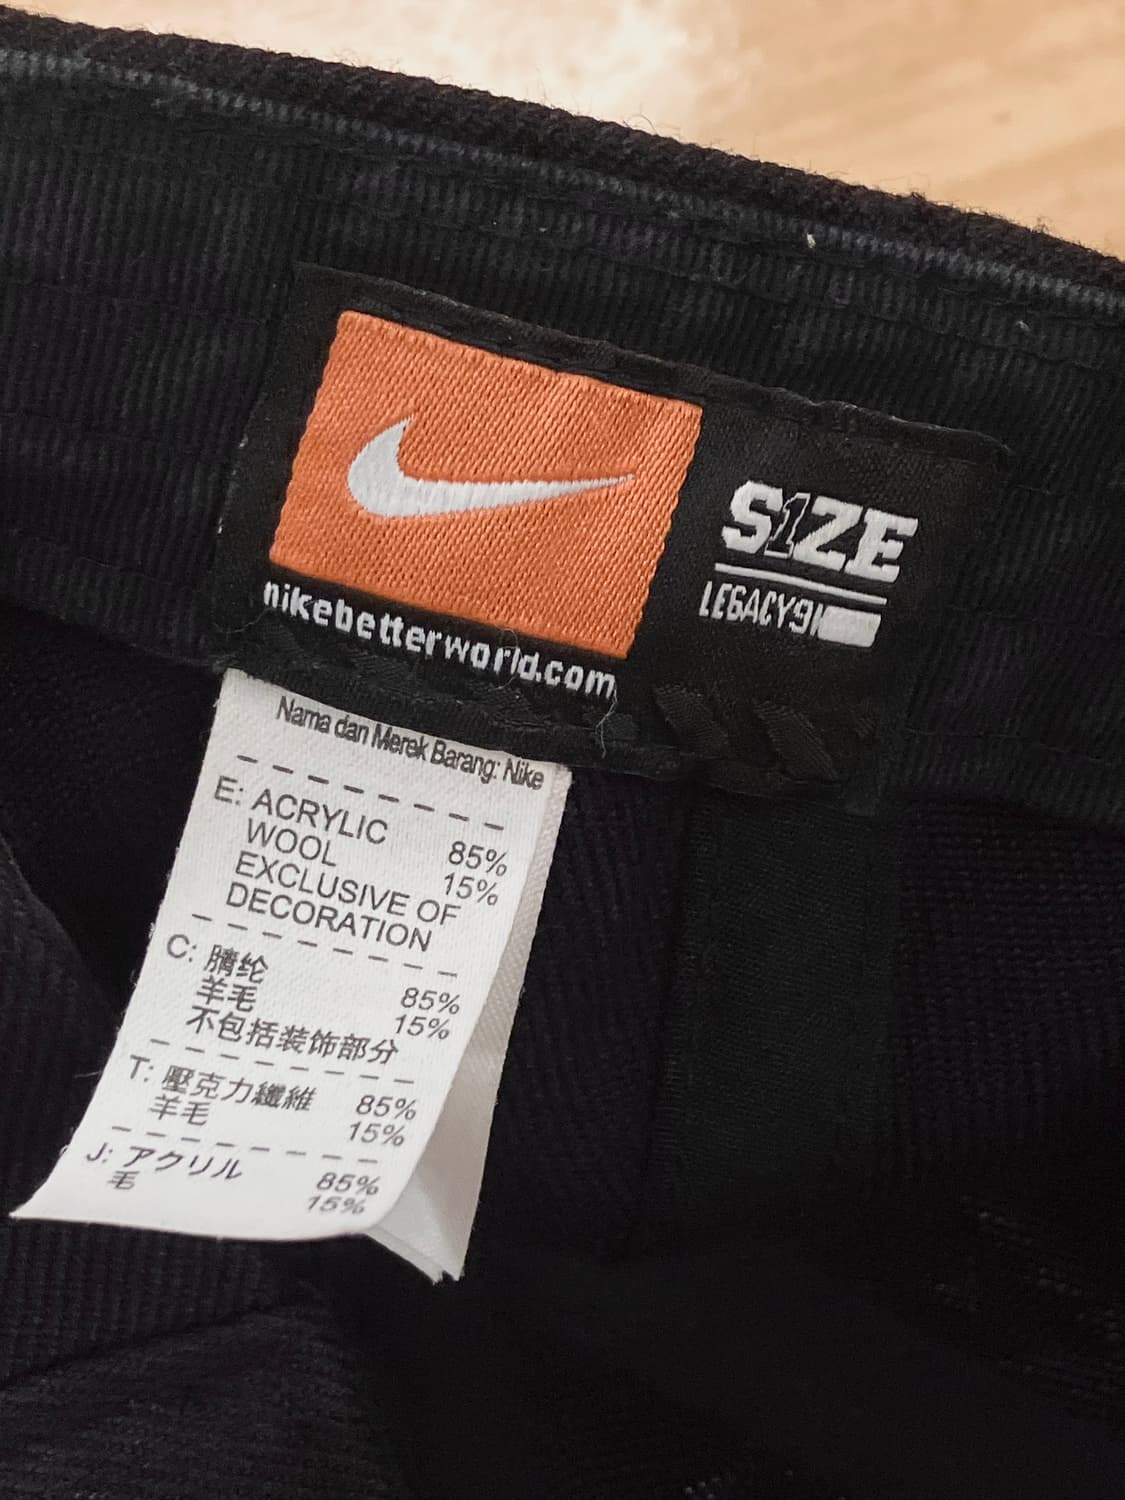 S1ZE
LEGACY91
nikebetterworld.com
Nama dan Merek Barang: Nike
E: ACRYLIC 85%
WOOL 15%
EXCLUSIVE OF
DECORATION
C: 腈纶 85%
羊毛 15%
不包括装饰部分
T: 壓克力纖維 85%
羊毛 15%
J: アクリル 85%
毛 15%